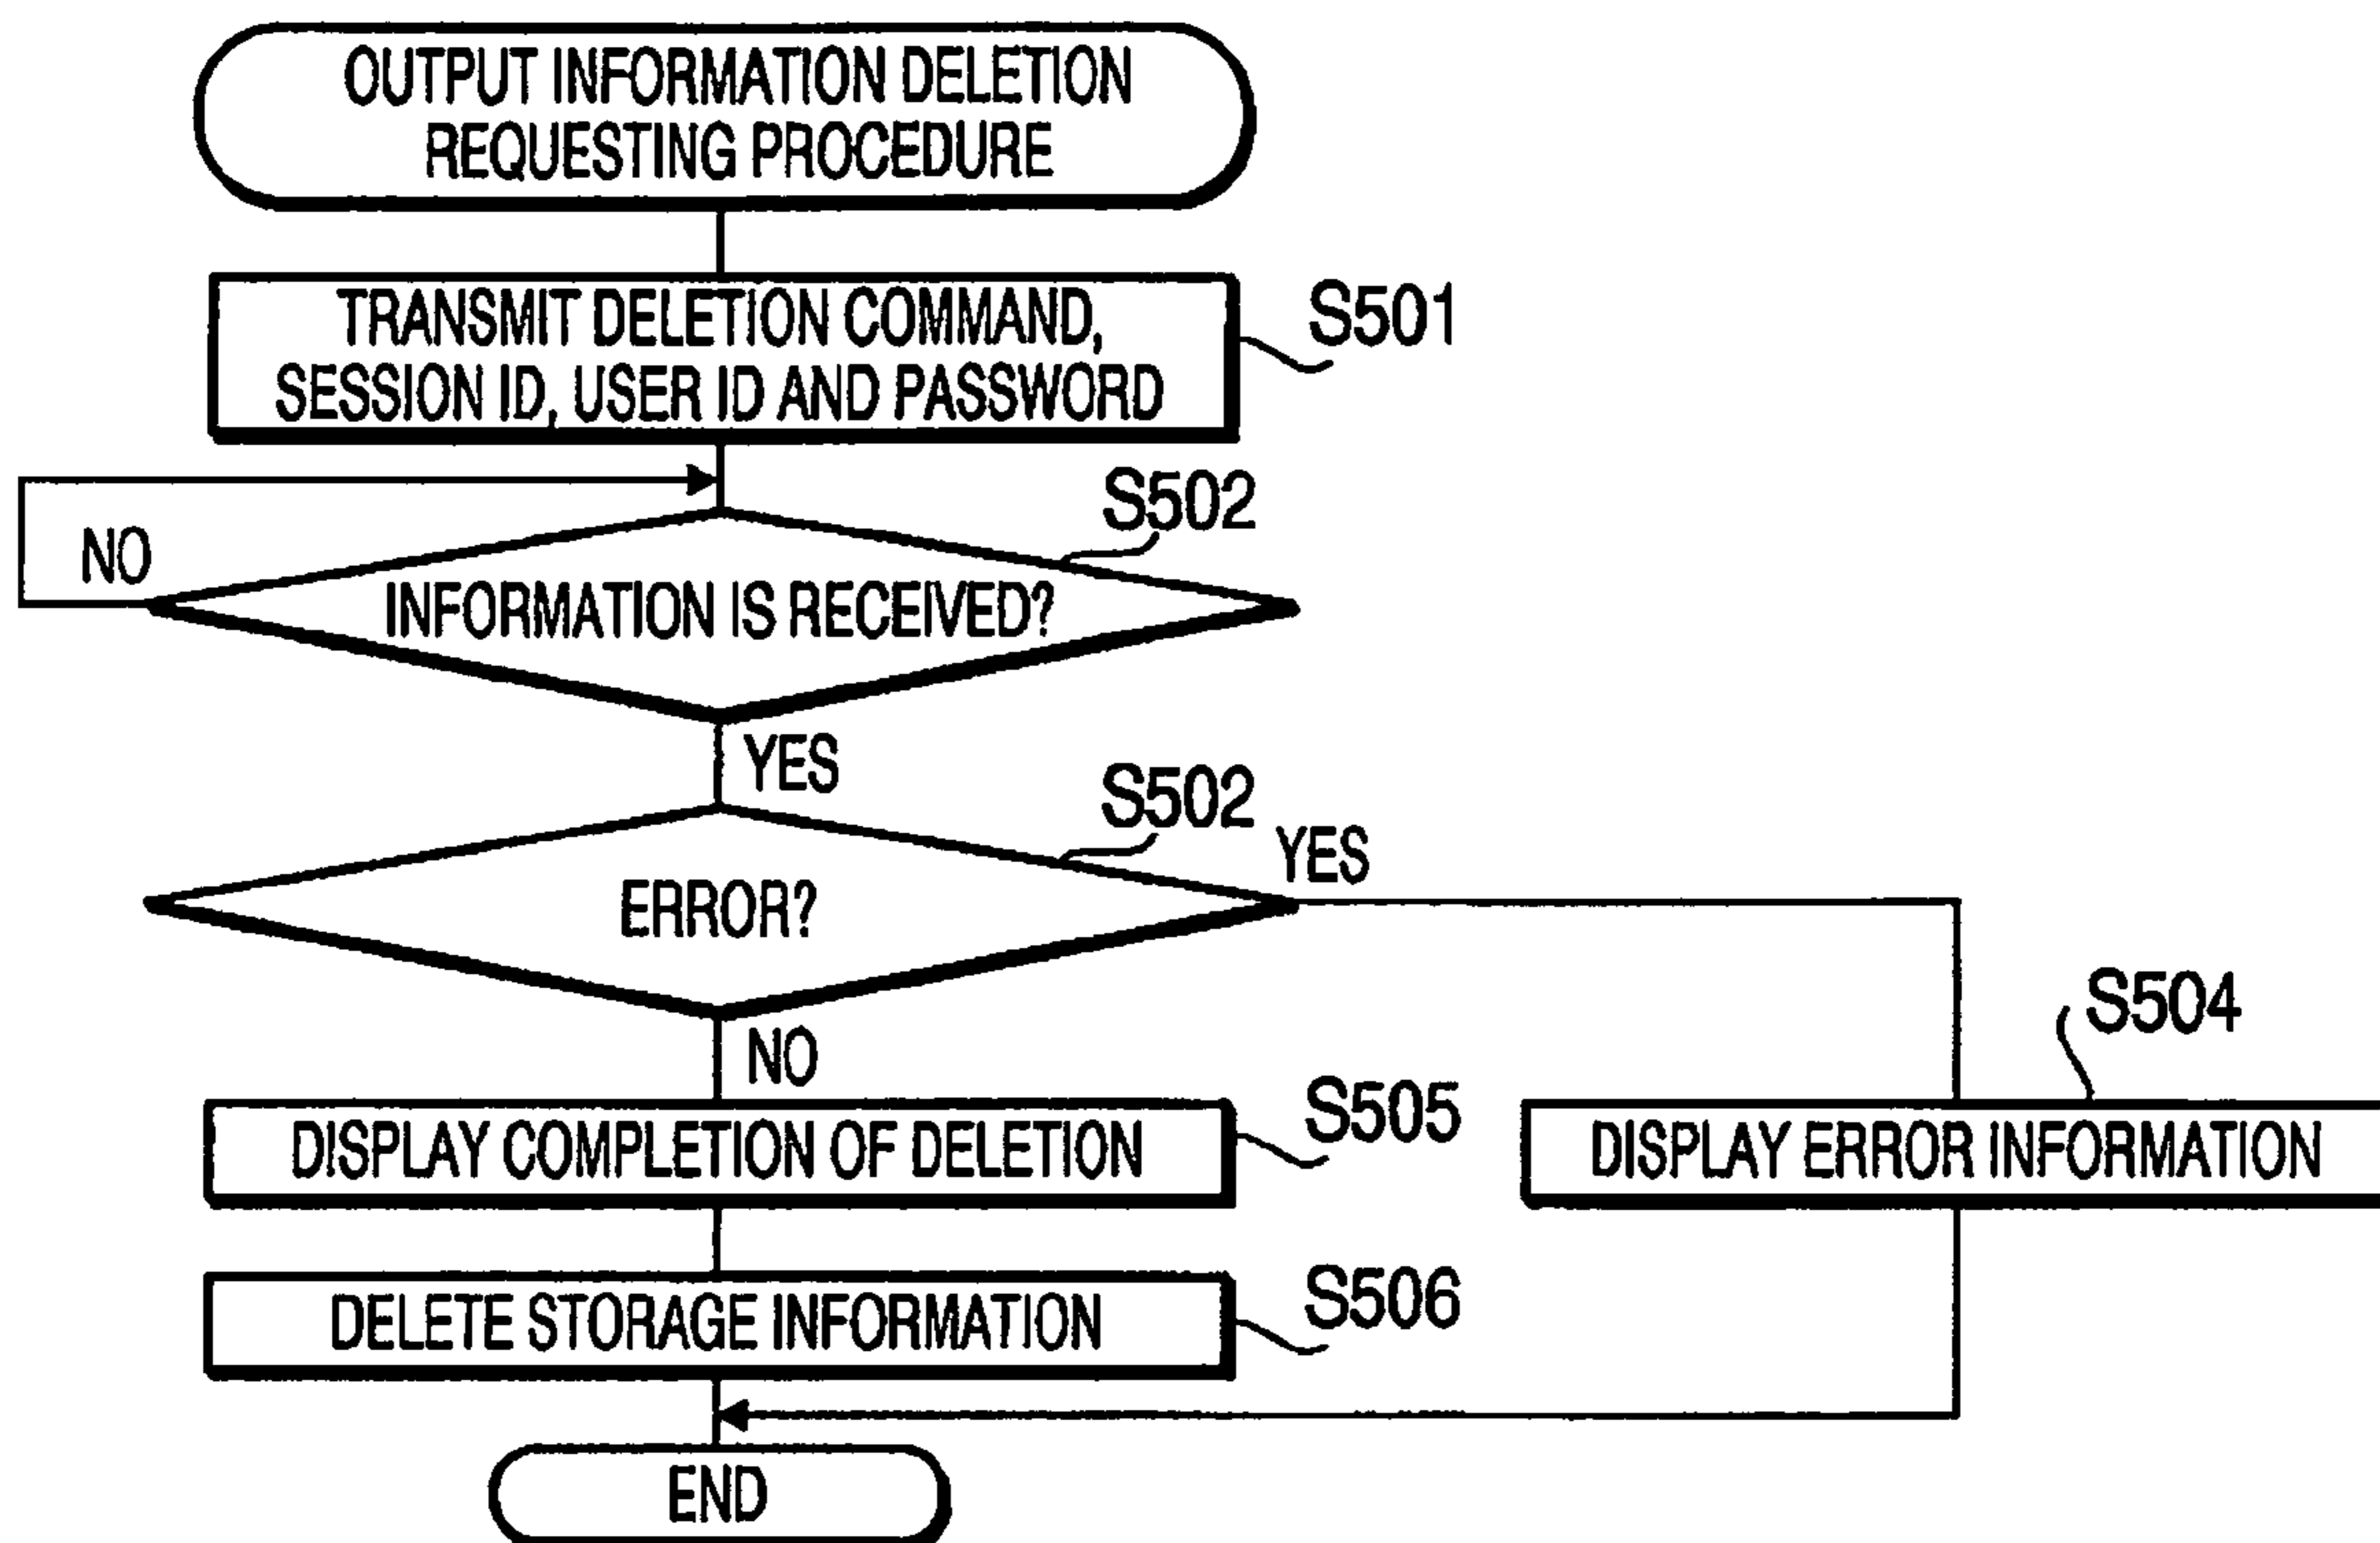 OUTPUT INFORMATION DELETION
REQUESTING PROCEDURE
TRANSMIT DELETION COMMAND,
SESSION ID, USER ID AND PASSWORD
S501
S502
NO
INFORMATION IS RECEIVED?
YES
S502
YES
ERROR?
NO
S504
S505
DISPLAY COMPLETION OF DELETION
DISPLAY ERROR INFORMATION
S506
DELETE STORAGE INFORMATION
END